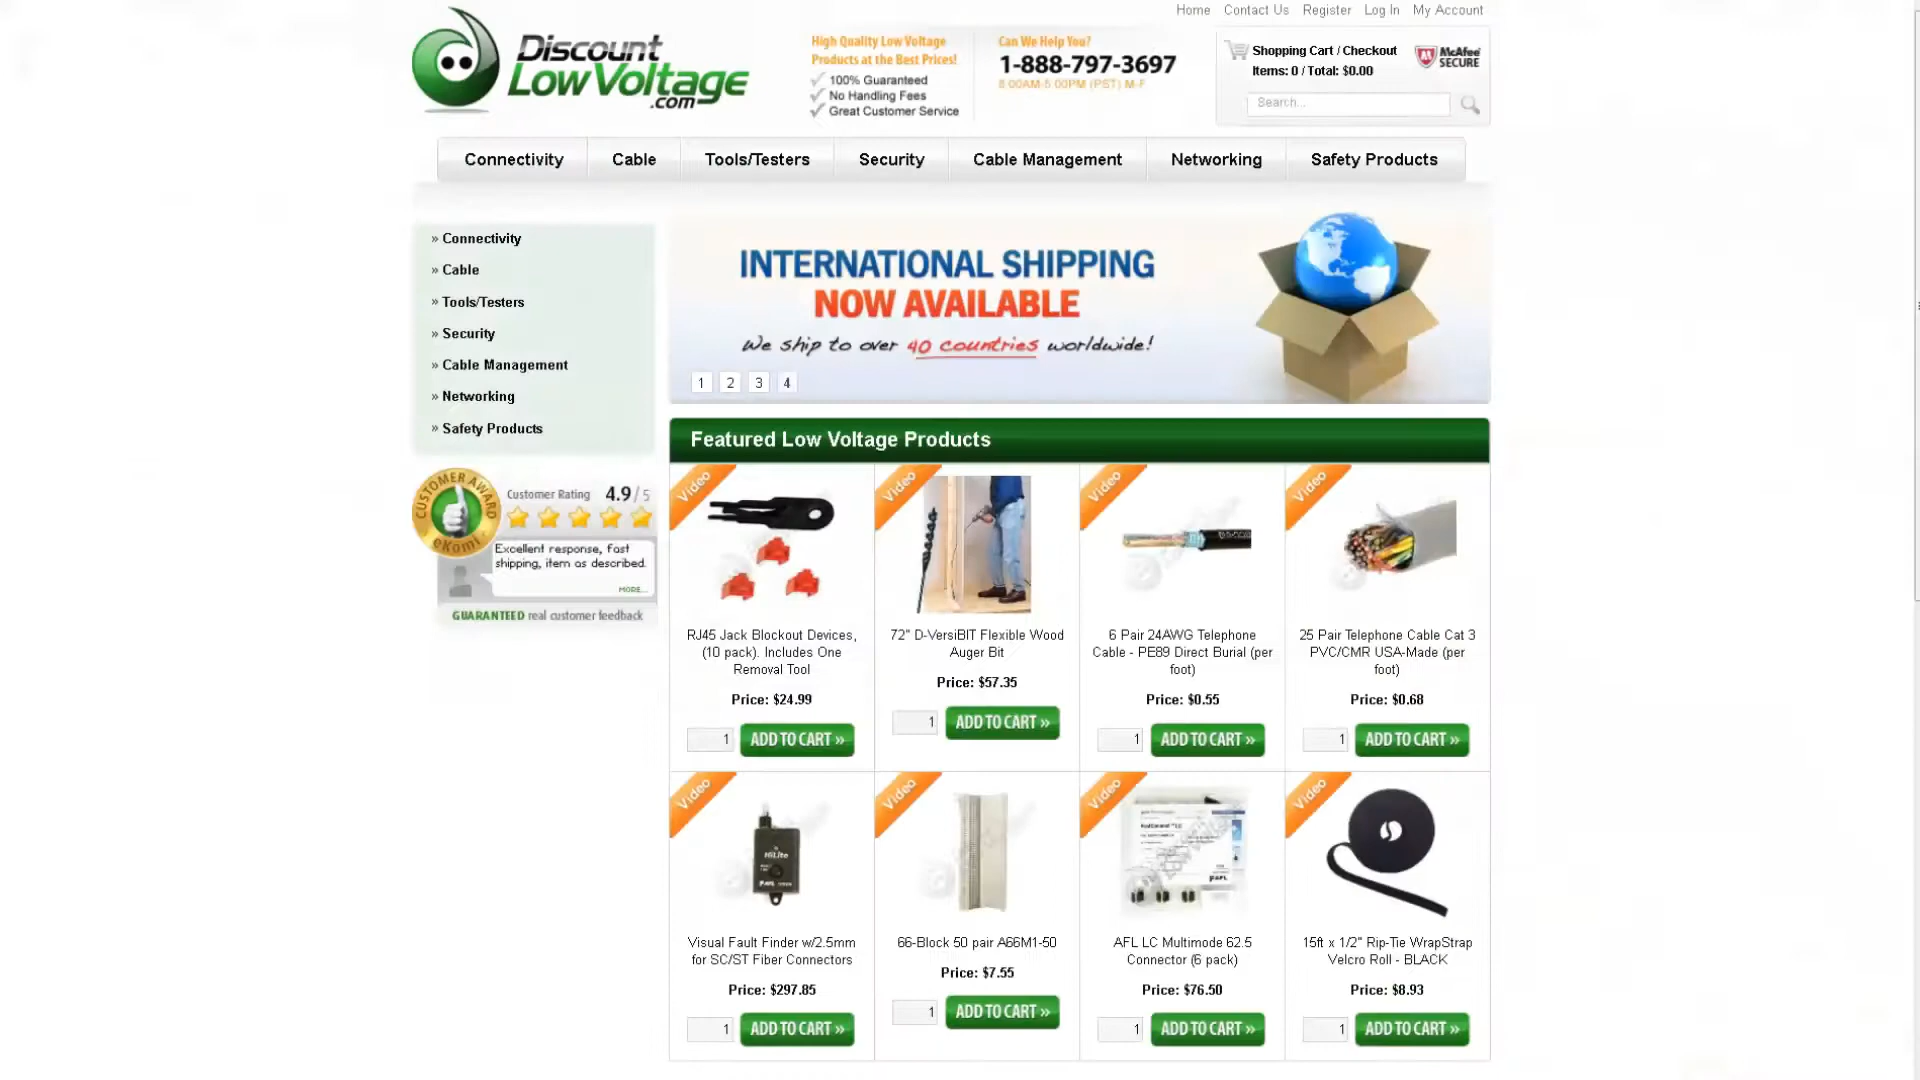 Home Contact Us Register Log In My Account
Discount
LowVoltage
.com
High Quality Low Voltage
Products at the Best Prices!
100% Guaranteed
No Handling Fees
Great Customer Service
Can We Help You?
1-888-797-3697
8:00AM-5:00PM (PST) M-F
Shopping Cart / Checkout
Items: 0 / Total: $0.00
McAfee
SECURE
Search...
Connectivity Cable Tools/Testers Security Cable Management Networking Safety Products
» Connectivity
» Cable
» Tools/Testers
» Security
» Cable Management
» Networking
» Safety Products
INTERNATIONAL SHIPPING
NOW AVAILABLE
We ship to over 40 countries worldwide!
1 2 3 4
CUSTOMER AWARD
eKomi
Customer Rating 4.9/5
Excellent response, fast
shipping, item as described.
MORE...
GUARANTEED real customer feedback
Featured Low Voltage Products
Video
RJ45 Jack Blockout Devices,
(10 pack). Includes One
Removal Tool
Price: $24.99
1 ADD TO CART »
Video
72" D-VersiBIT Flexible Wood
Auger Bit
Price: $57.35
1 ADD TO CART »
Video
6 Pair 24AWG Telephone
Cable - PE89 Direct Burial (per
foot)
Price: $0.55
1 ADD TO CART »
Video
25 Pair Telephone Cable Cat 3
PVC/CMR USA-Made (per
foot)
Price: $0.68
1 ADD TO CART »
Video
HiLite
AFL
Visual Fault Finder w/2.5mm
for SC/ST Fiber Connectors
Price: $297.85
1 ADD TO CART »
Video
66-Block 50 pair A66M1-50
Price: $7.55
1 ADD TO CART »
Video
AFL
AFL LC Multimode 62.5
Connector (6 pack)
Price: $76.50
1 ADD TO CART »
Video
15ft x 1/2" Rip-Tie WrapStrap
Velcro Roll - BLACK
Price: $8.93
1 ADD TO CART »